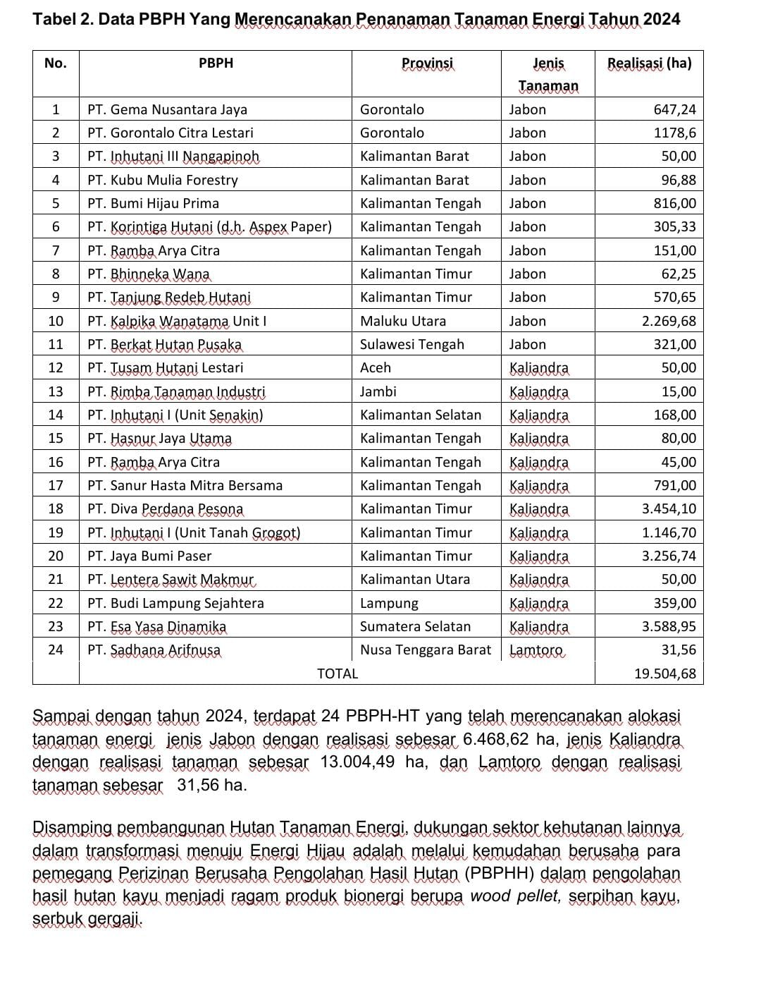 Tabel 2. Data PBPH Yang Merencanakan Penanaman Tanaman Energi Tahun 2024
No. PBPH Provinsi Jenis Tanaman Realisasi (ha)
1 PT. Gema Nusantara Jaya Gorontalo Jabon 647,24
2 PT. Gorontalo Citra Lestari Gorontalo Jabon 1178,6
3 PT. Inhutani III Nangapinoh Kalimantan Barat Jabon 50,00
4 PT. Kubu Mulia Forestry Kalimantan Barat Jabon 96,88
5 PT. Bumi Hijau Prima Kalimantan Tengah Jabon 816,00
6 PT. Korintiga Hutani (d.h. Aspex Paper) Kalimantan Tengah Jabon 305,33
7 PT. Ramba Arya Citra Kalimantan Tengah Jabon 151,00
8 PT. Bhinneka Wana Kalimantan Timur Jabon 62,25
9 PT. Tanjung Redeb Hutani Kalimantan Timur Jabon 570,65
10 PT. Kalpika Wanatama Unit I Maluku Utara Jabon 2.269,68
11 PT. Berkat Hutan Pusaka Sulawesi Tengah Jabon 321,00
12 PT. Tusam Hutani Lestari Aceh Kaliandra 50,00
13 PT. Rimba Tanaman Industri Jambi Kaliandra 15,00
14 PT. Inhutani I (Unit Senakin) Kalimantan Selatan Kaliandra 168,00
15 PT. Hasnur Jaya Utama Kalimantan Tengah Kaliandra 80,00
16 PT. Ramba Arya Citra Kalimantan Tengah Kaliandra 45,00
17 PT. Sanur Hasta Mitra Bersama Kalimantan Tengah Kaliandra 791,00
18 PT. Diva Perdana Pesona Kalimantan Timur Kaliandra 3.454,10
19 PT. Inhutani I (Unit Tanah Grogot) Kalimantan Timur Kaliandra 1.146,70
20 PT. Jaya Bumi Paser Kalimantan Timur Kaliandra 3.256,74
21 PT. Lentera Sawit Makmur Kalimantan Utara Kaliandra 50,00
22 PT. Budi Lampung Sejahtera Lampung Kaliandra 359,00
23 PT. Esa Yasa Dinamika Sumatera Selatan Kaliandra 3.588,95
24 PT. Sadhana Arifnusa Nusa Tenggara Barat Lamtoro 31,56
TOTAL 19.504,68
Sampai dengan tahun 2024, terdapat 24 PBPH-HT yang telah merencanakan alokasi
tanaman energi jenis Jabon dengan realisasi sebesar 6.468,62 ha, jenis Kaliandra
dengan realisasi tanaman sebesar 13.004,49 ha, dan Lamtoro dengan realisasi
tanaman sebesar 31,56 ha.
Disamping pembangunan Hutan Tanaman Energi, dukungan sektor kehutanan lainnya
dalam transformasi menuju Energi Hijau adalah melalui kemudahan berusaha para
pemegang Perizinan Berusaha Pengolahan Hasil Hutan (PBPHH) dalam pengolahan
hasil hutan kayu menjadi ragam produk bionergi berupa wood pellet, serpihan kayu,
serbuk gergaji.